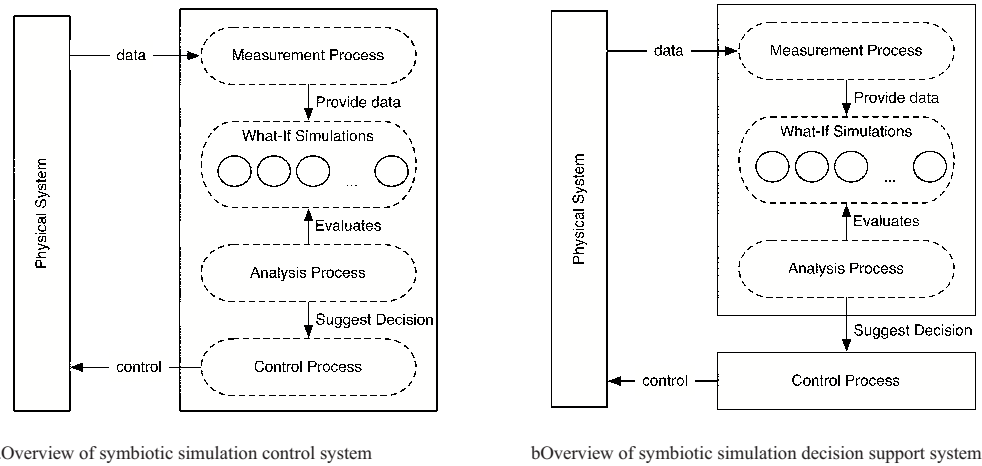 Physical System
data
Measurement Process
Provide data
What-If Simulations
...
Evaluates
Analysis Process
Suggest Decision
control
Control Process
Overview of symbiotic simulation control system
Physical System
data
Measurement Process
Provide data
What-If Simulations
...
Evaluates
Analysis Process
Suggest Decision
control
Control Process
bOverview of symbiotic simulation decision support system